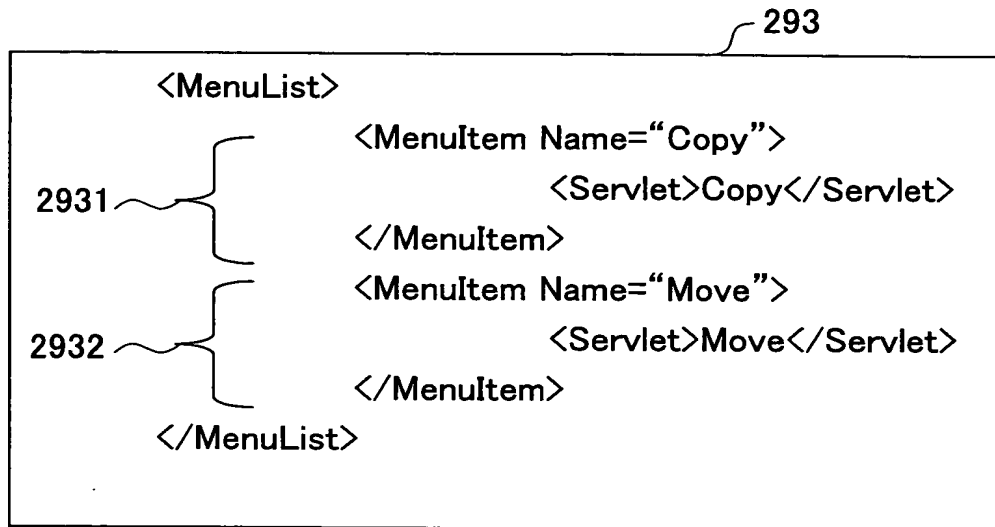 293
<MenuList>
<MenuItem Name=“Copy”>
2931
<Servlet>Copy</Servlet>
</MenuItem>
<MenuItem Name=“Move”>
2932
<Servlet>Move</Servlet>
</MenuItem>
</MenuList>